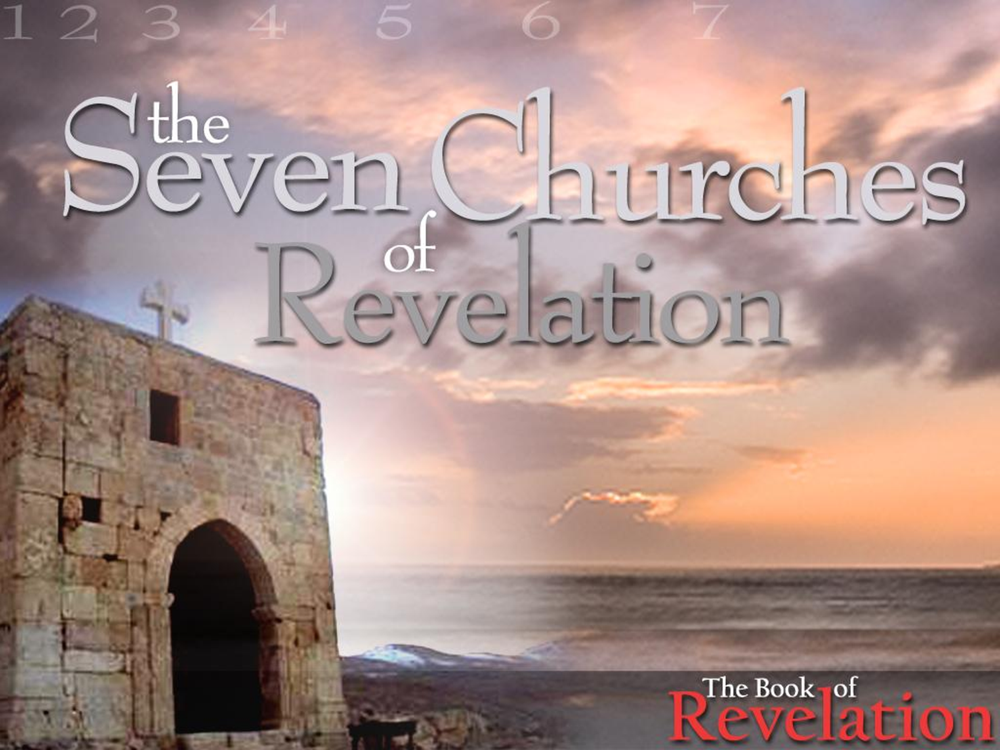 1 2 3 4 5 6 7
the
Seven Churches
of
Revelation
The Book of
Revelation